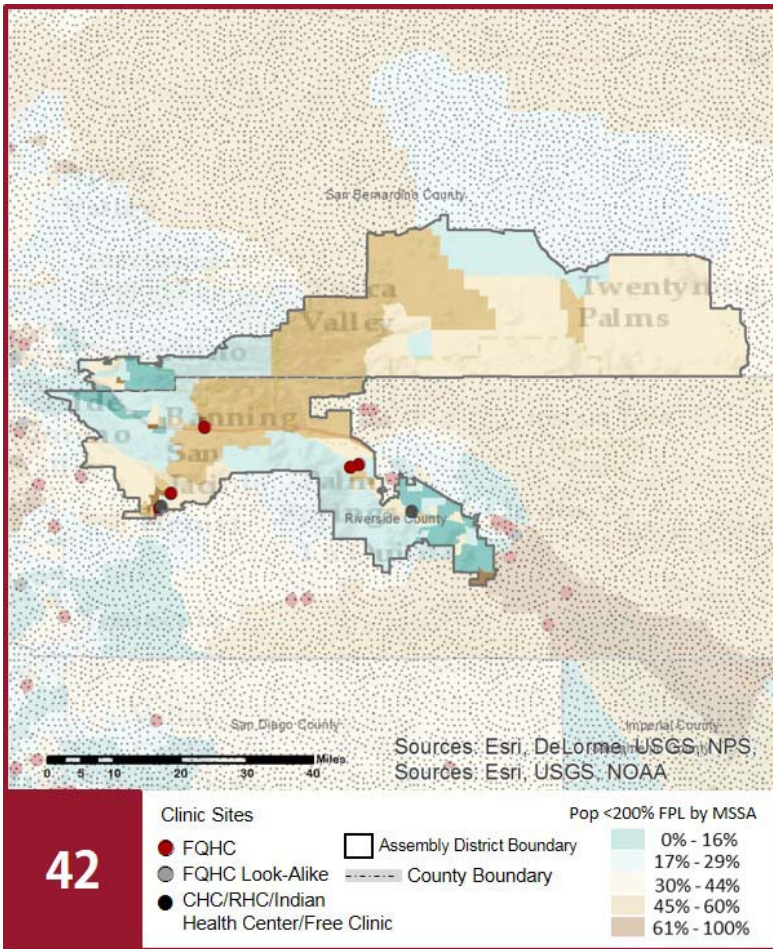 San Bernardino County
Twentyn
Palms
Valley
Banning
San
Riverside County
San Diego County
Imperial County
Miles
0 5 10 20 30 40
Sources: Esri, DeLorme, USGS, NPS,
Sources: Esri, USGS, NOAA
42
Clinic Sites
FQHC
FQHC Look-Alike
CHC/RHC/Indian
Health Center/Free Clinic
Assembly District Boundary
County Boundary
Pop <200% FPL by MSSA
0% - 16%
17% - 29%
30% - 44%
45% - 60%
61% - 100%